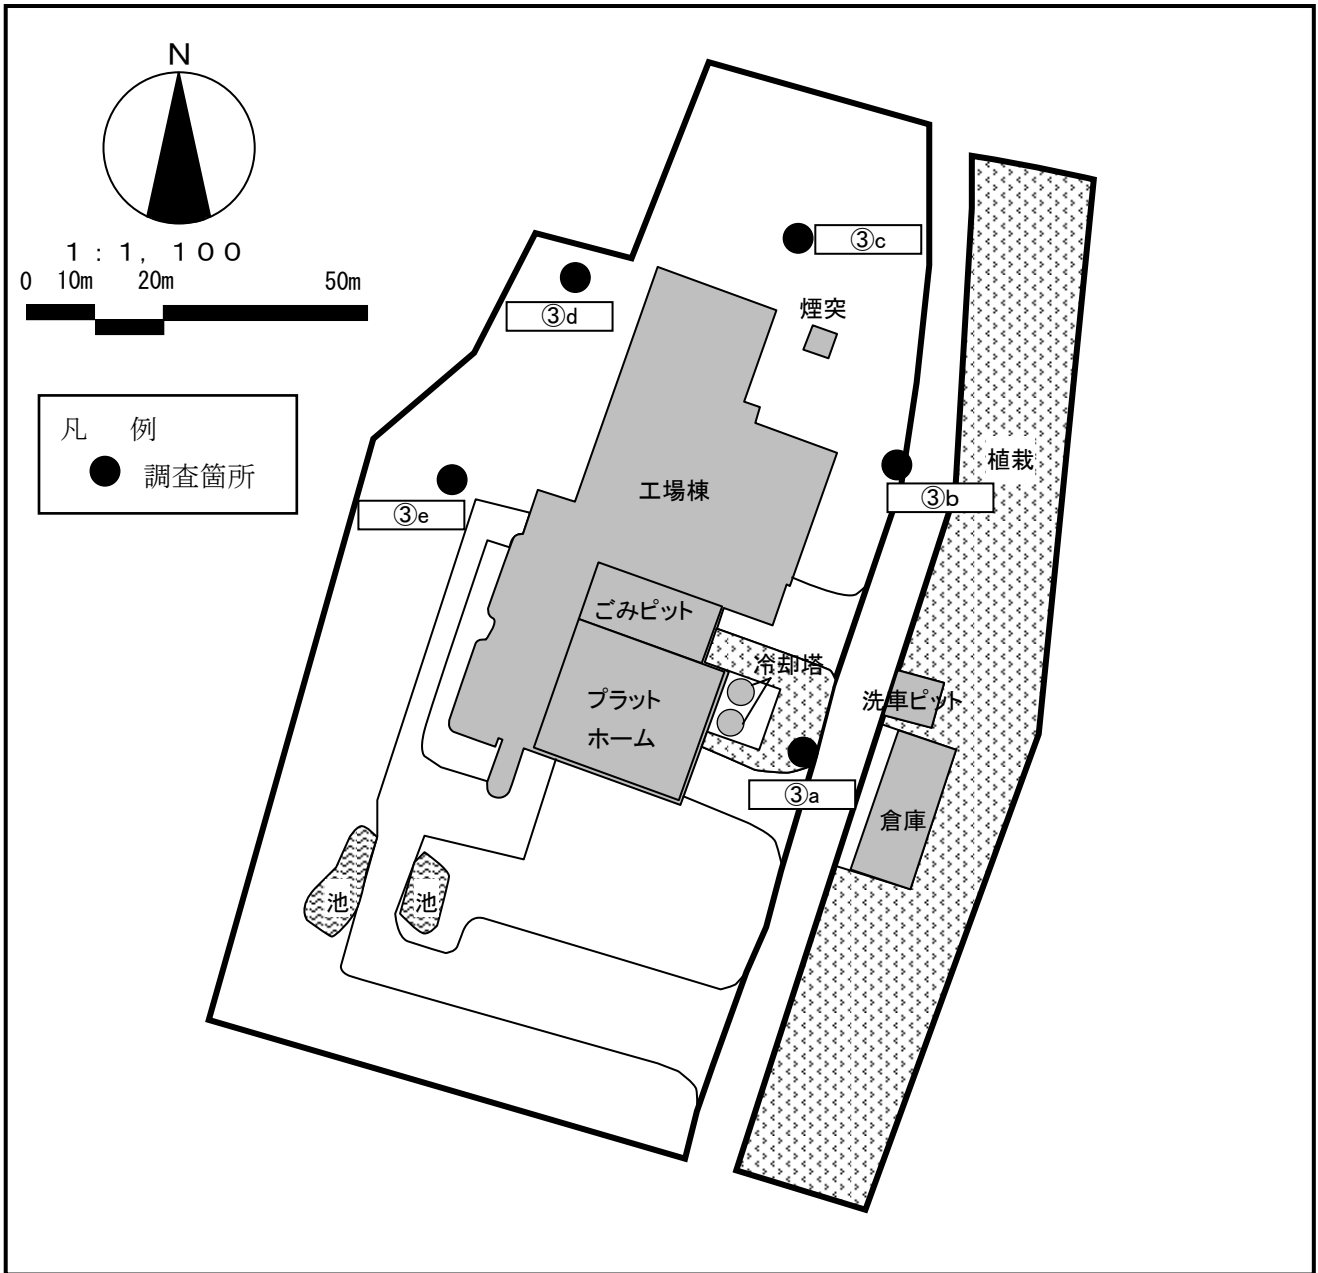 N
1：1,100
0 10m 20m 50m
凡 例
調査箇所
③c
煙突
③d
植栽
工場棟
③b
③e
ごみピット
冷却塔
洗車ピット
プラット
ホーム
③a
倉庫
池
池